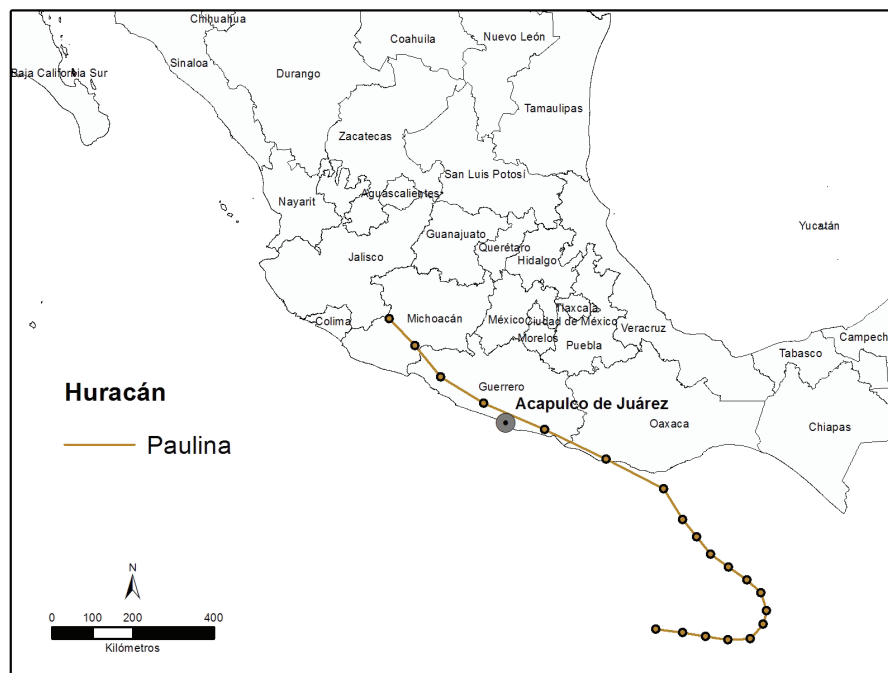 Chihuahua
Coahuila
Nuevo León
Sinaloa
Baja California Sur
Durango
Tamaulipas
Zacatecas
San Luis Potosí
Aguascalientes
Nayarit
Yucatán
Guanajuato
Querétaro
Jalisco
Hidalgo
Tlaxcala
Colima
Michoacán
México
Ciudad de México
Veracruz
Morelos
Puebla
Tabasco
Campech
Huracán
Guerrero
Acapulco de Juárez
Oaxaca
Chiapas
Paulina
N
0 100 200 400
Kilómetros